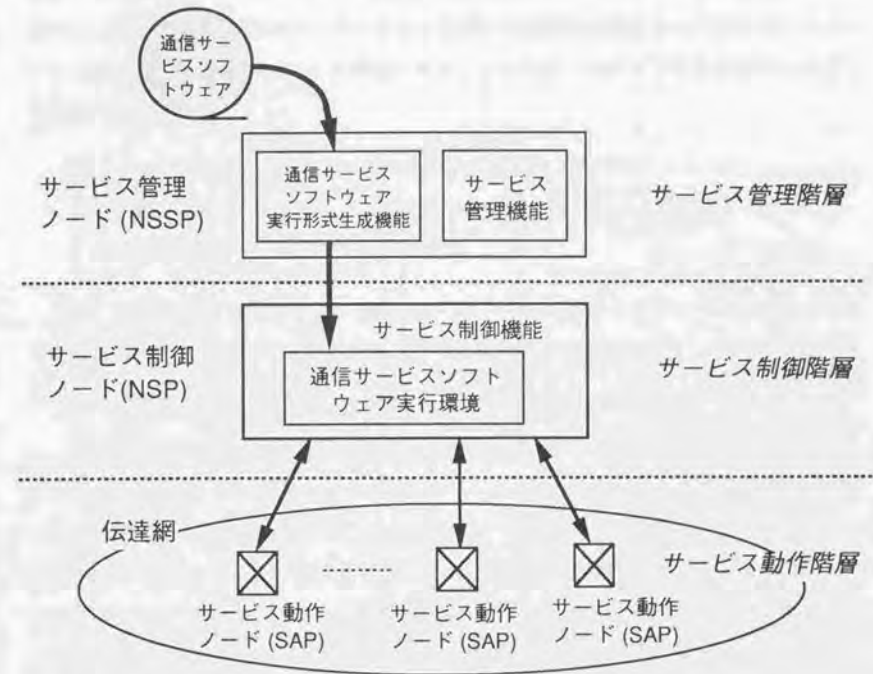 通信サー
ビスソフ
トウェア
サービス管理
ノード (NSSP)
通信サービス
ソフトウェア
実行形式生成機能
サービス
管理機能
サービス管理階層
サービス制御
ノード(NSP)
サービス制御機能
通信サービスソフト
ウェア実行環境
サービス制御階層
伝達網
サービス動作階層
サービス動作
ノード (SAP)
サービス動作
ノード (SAP)
サービス動作
ノード (SAP)